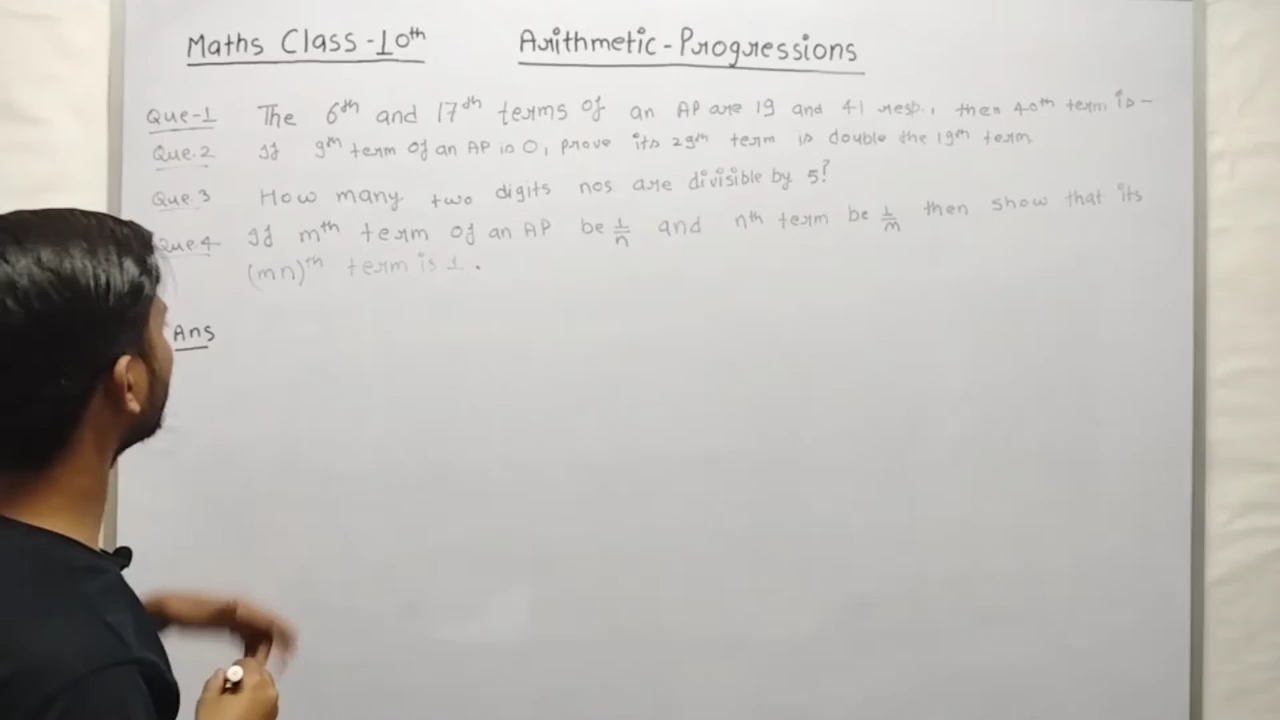 Maths Class-10th Arithmetic-Progressions
Que-1 The 6th and 17th terms of an AP are 19 and 41 resp., then 40th term is -
Que.2 If 9th term of an AP is 0, prove its 29th term is double the 19th term
Que.3 How many two digits nos are divisible by 5?
Que.4 If mth term of an AP be 1/n and nth term be 1/m then show that its
(mn)th term is 1.
Ans